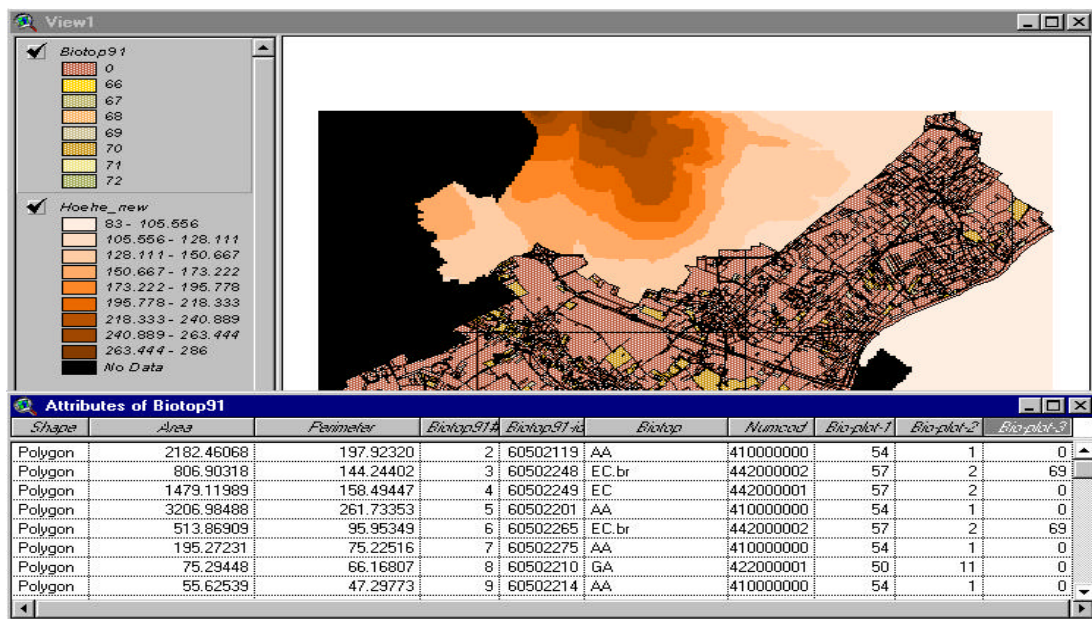 View1
Biotop91
0
66
67
68
69
70
71
72
Hoehe_new
83 - 105.556
105.556 - 128.111
128.111 - 150.667
150.667 - 173.222
173.222 - 195.778
195.778 - 218.333
218.333 - 240.889
240.889 - 263.444
263.444 - 286
No Data
Attributes of Biotop91
Shape Area Perimeter Biotop91# Biotop91-id Biotop Numcod Bio-plot-1 Bio-plot-2 Bio-plot-3
Polygon 2182.46068 197.92320 2 60502119 AA 410000000 54 1 0
Polygon 806.90318 144.24402 3 60502248 EC.br 442000002 57 2 69
Polygon 1479.11989 158.49447 4 60502249 EC 442000001 57 2 0
Polygon 3206.98488 261.73353 5 60502201 AA 410000000 54 1 0
Polygon 513.86909 95.95349 6 60502265 EC.br 442000002 57 2 69
Polygon 195.27231 75.22516 7 60502275 AA 410000000 54 1 0
Polygon 75.29448 66.16807 8 60502210 GA 422000001 50 11 0
Polygon 55.62539 47.29773 9 60502214 AA 410000000 54 1 0